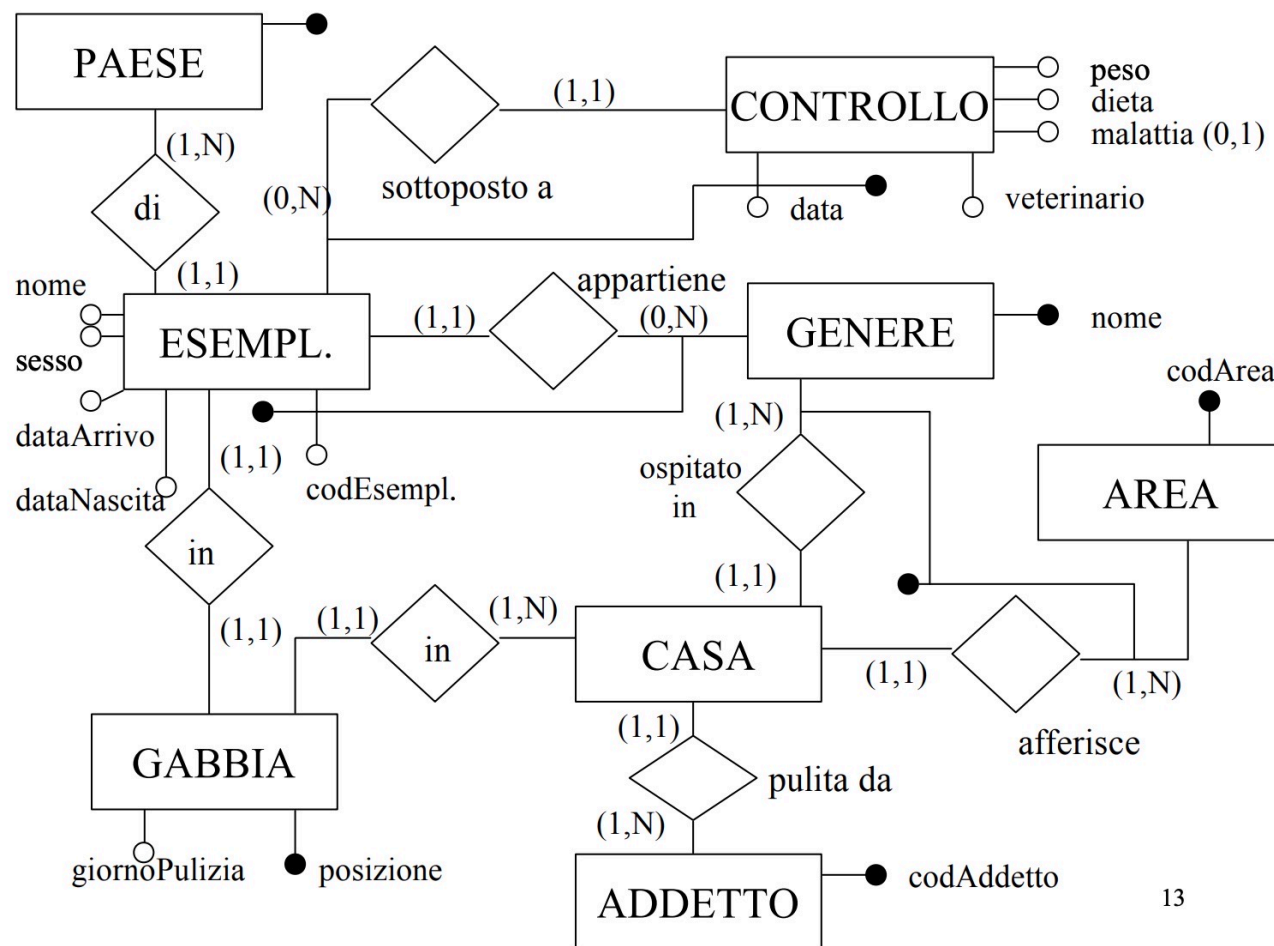 PAESE
peso
CONTROLLO
dieta
(1,1)
malattia (0,1)
(1,N)
sottoposto a
di
(0,N)
data
veterinario
(1,1)
nome
appartiene
ESEMPL.
(1,1)
(0,N)
GENERE
nome
sesso
codArea
dataArrivo
(1,1)
(1,N)
ospitato
in
dataNascita
codEsempl.
AREA
in
(1,1)
(1,1)
(1,1)
(1,N)
in
CASA
(1,1)
(1,N)
(1,1)
afferisce
GABBIA
pulita da
(1,N)
giornoPulizia
posizione
codAddetto
ADDETTO
13